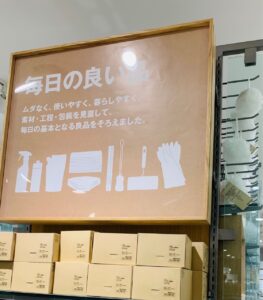 毎日の良い
ムダなく、使いやすく、暮らしやすく。
素材・工程・包装を見直して、
毎日の基本となる良品をそろえました。